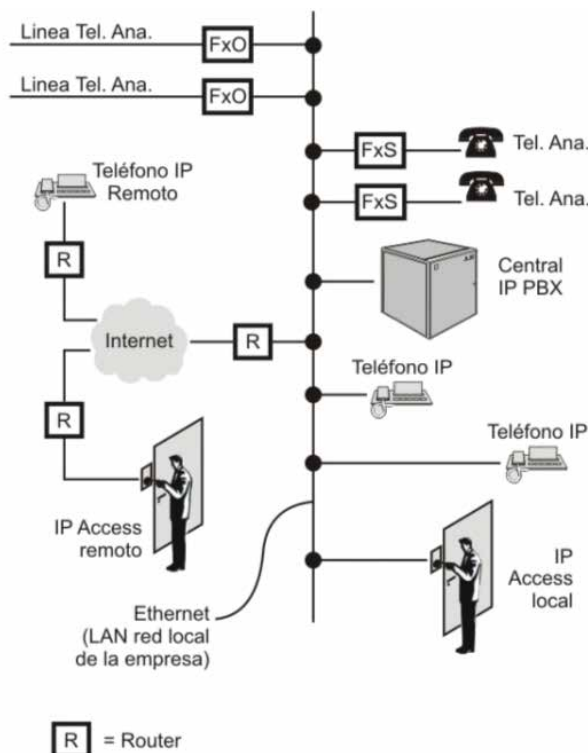 Linea Tel. Ana.
FxO
Linea Tel. Ana.
FxO
FxS
Tel. Ana.
FxS
Tel. Ana.
Teléfono IP
Remoto
R
Central
IP PBX
Internet
R
Teléfono IP
R
Teléfono IP
IP Access
remoto
IP
Access
local
Ethernet
(LAN red local
de la empresa)
R = Router